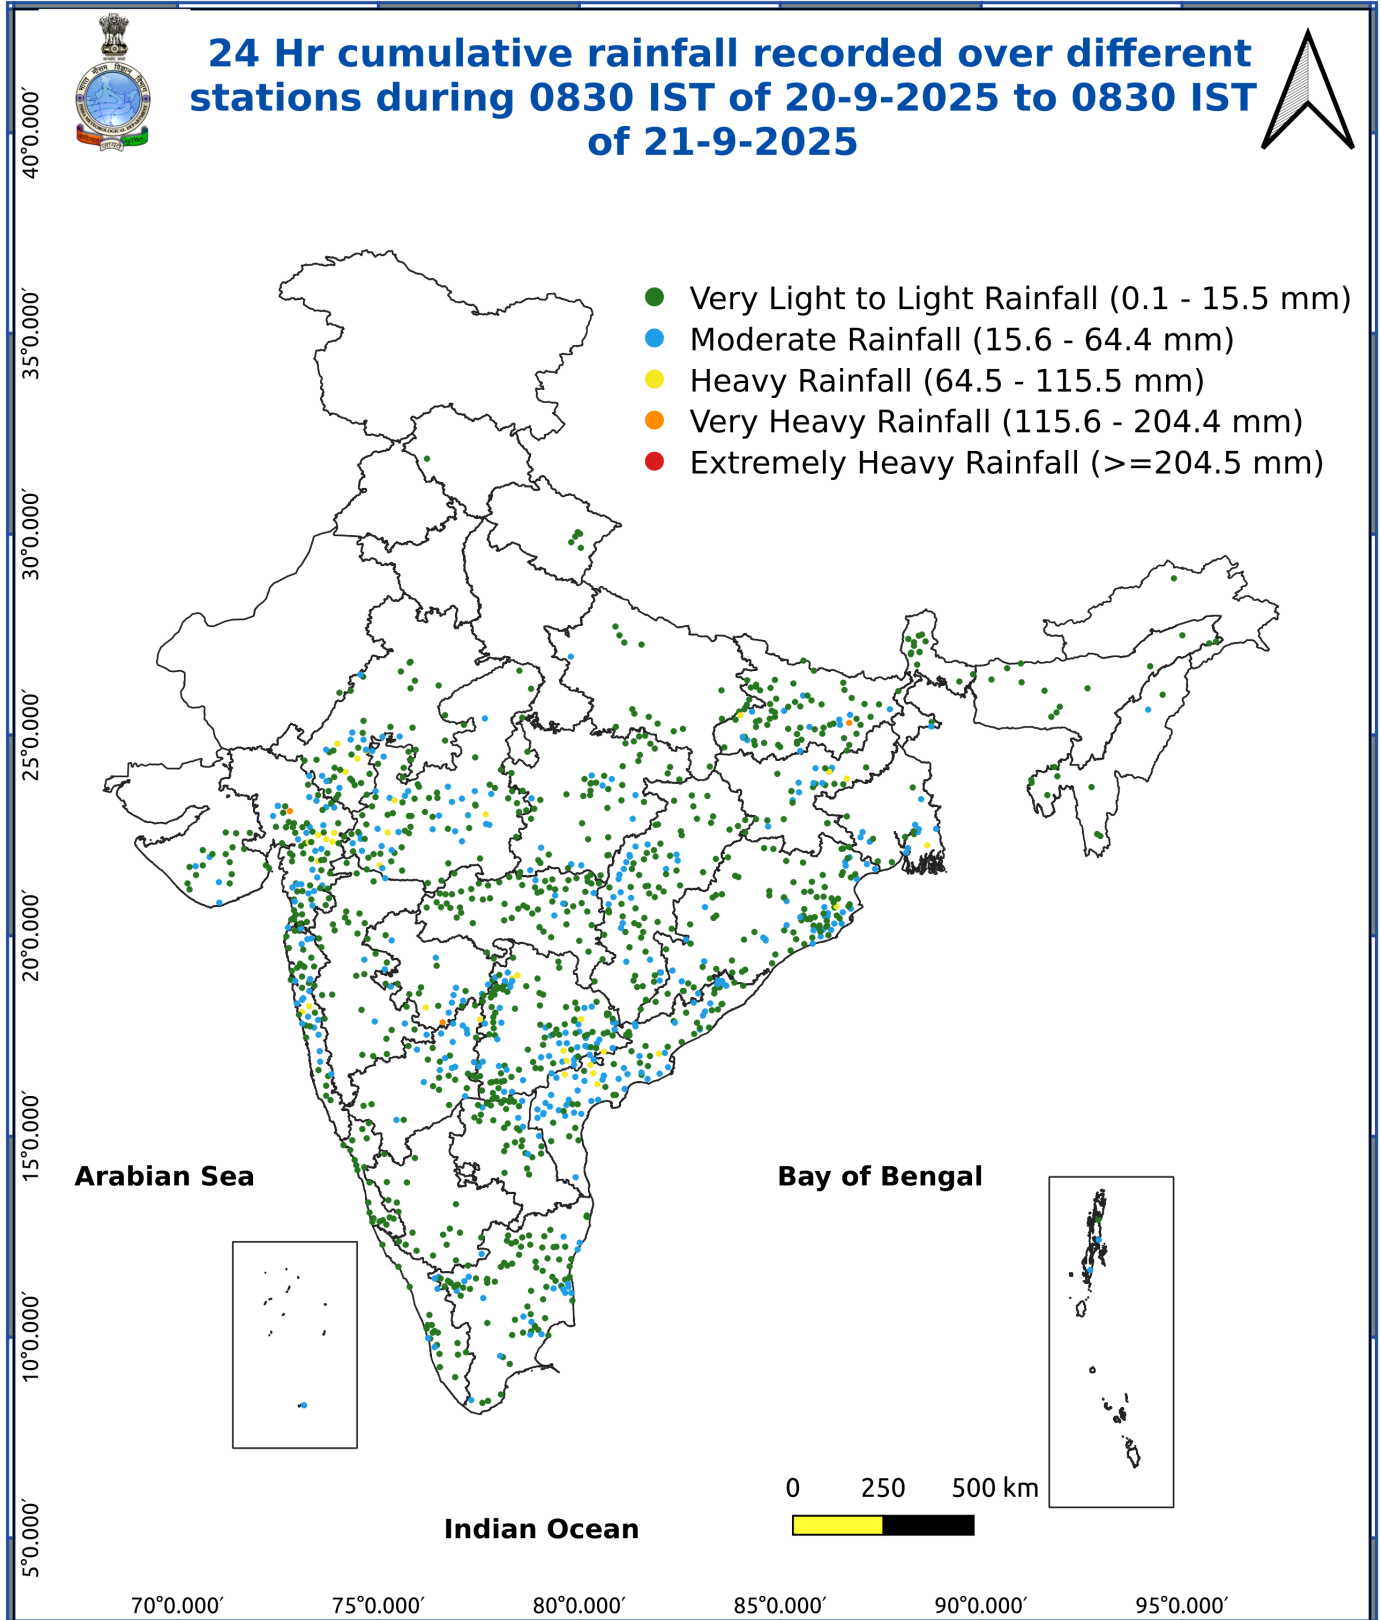 24 Hr cumulative rainfall recorded over different
stations during 0830 IST of 20-9-2025 to 0830 IST
of 21-9-2025
Very Light to Light Rainfall (0.1 - 15.5 mm)
Moderate Rainfall (15.6 - 64.4 mm)
Heavy Rainfall (64.5 - 115.5 mm)
Very Heavy Rainfall (115.6 - 204.4 mm)
Extremely Heavy Rainfall (>=204.5 mm)
40°0.000′
35°0.000′
30°0.000′
25°0.000′
20°0.000′
15°0.000′
10°0.000′
5°0.000′
Arabian Sea
Bay of Bengal
Indian Ocean
0 250 500 km
70°0.000′ 75°0.000′ 80°0.000′ 85°0.000′ 90°0.000′ 95°0.000′